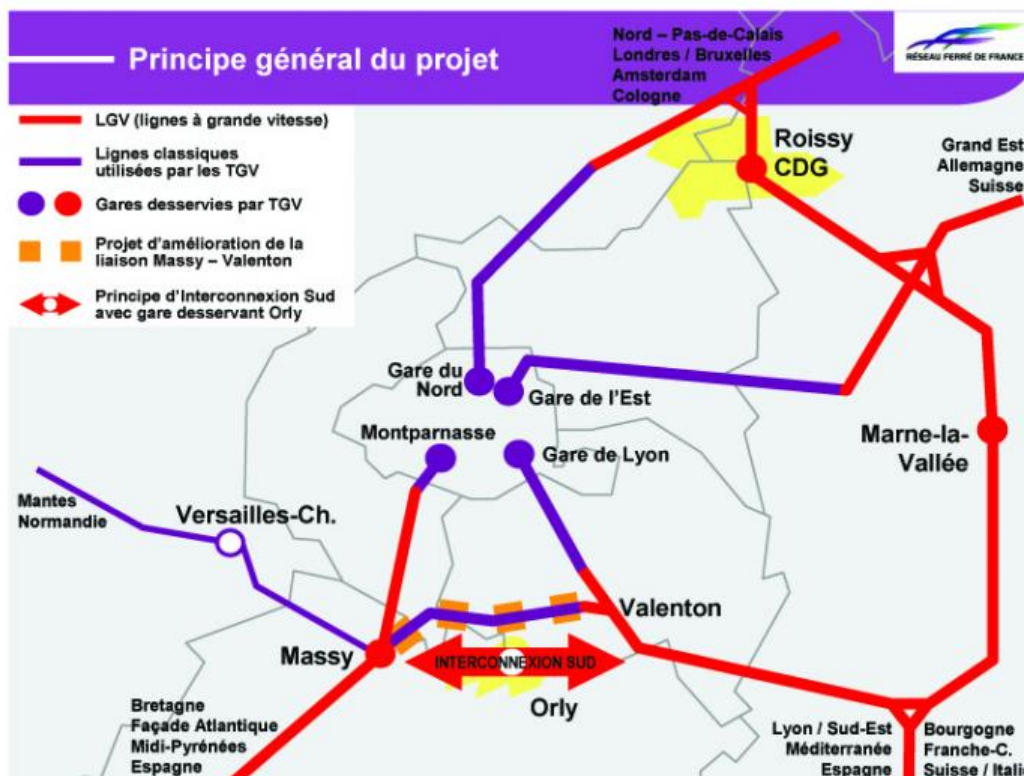 Principe général du projet
RÉSEAU FERRÉ DE FRANCE
Nord – Pas-de-Calais
Londres / Bruxelles
Amsterdam
Cologne
LGV (lignes à grande vitesse)
Lignes classiques
utilisées par les TGV
Gares desservies par TGV
Projet d'amélioration de la
liaison Massy – Valenton
Principe d'Interconnexion Sud
avec gare desservant Orly
Roissy
CDG
Grand Est
Allemagne
Suisse
Gare du
Nord
Gare de l'Est
Montparnasse
Gare de Lyon
Marne-la-
Vallée
Mantes
Normandie
Versailles-Ch.
Valenton
Massy
INTERCONNEXION SUD
Orly
Bretagne
Façade Atlantique
Midi-Pyrénées
Espagne
Lyon / Sud-Est
Méditerranée
Espagne
Bourgogne
Franche-C.
Suisse / Itali